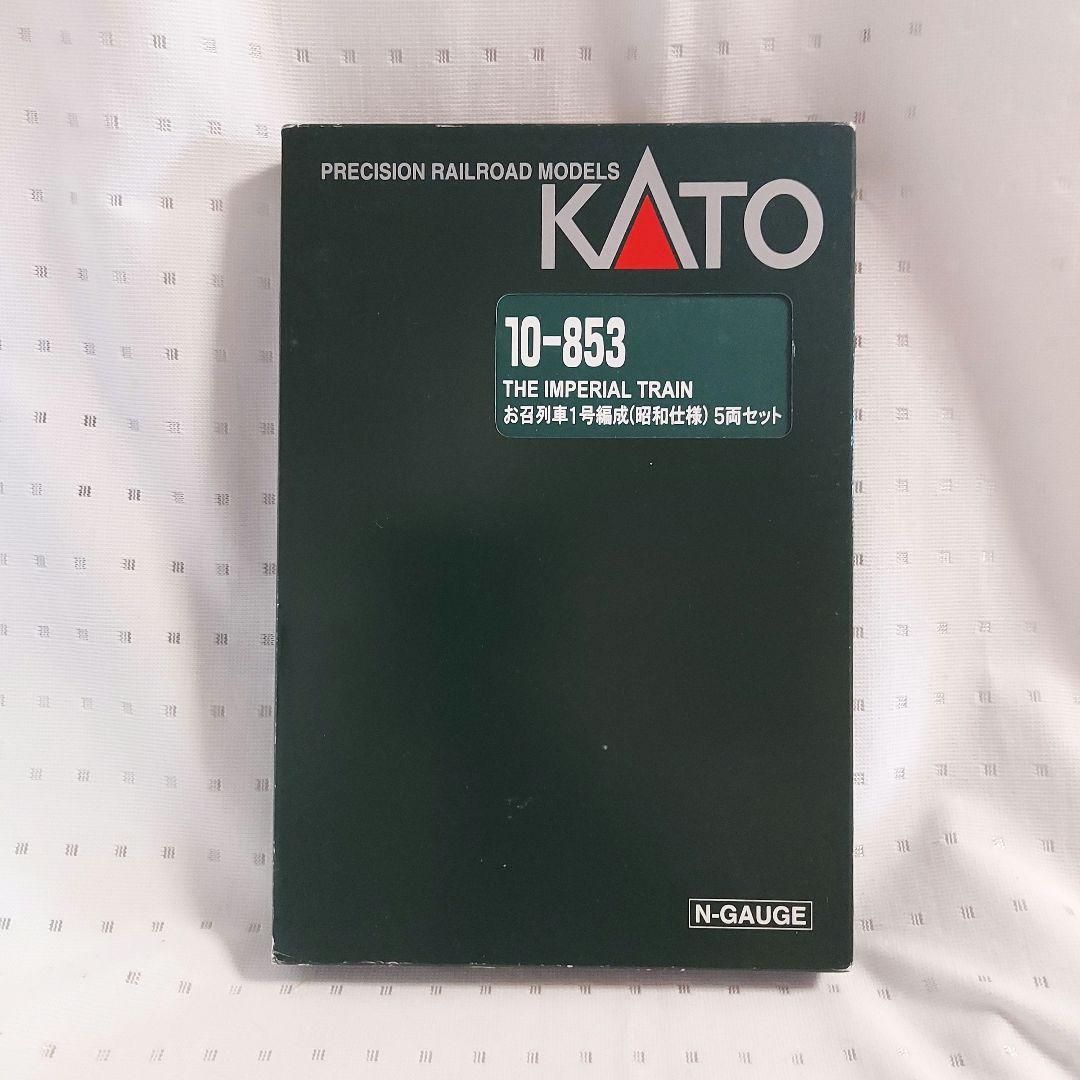 PRECISION RAILROAD MODELS
KATO
10-853
THE IMPERIAL TRAIN
お召列車1号編成(昭和仕様) 5両セット
N-GAUGE